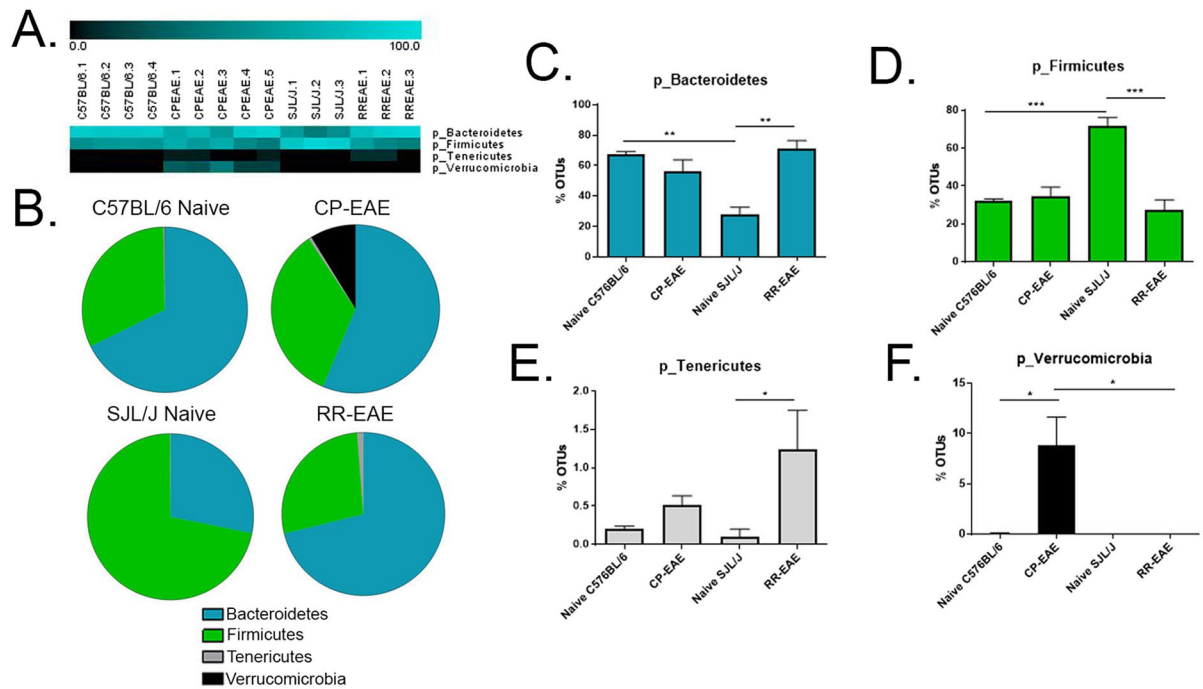 A.
0.0
100.0
C57BL/6.1
C57BL/6.2
C57BL/6.3
C57BL/6.4
CPEAE.1
CPEAE.2
CPEAE.3
CPEAE.4
CPEAE.5
SJL/J.1
SJL/J.2
SJL/J.3
RREAE.1
RREAE.2
RREAE.3
p_Bacteroidetes
p_Firmicutes
p_Tenericutes
p_Verrucomicrobia
B.
C57BL/6 Naive
CP-EAE
SJL/J Naive
RR-EAE
Bacteroidetes
Firmicutes
Tenericutes
Verrucomicrobia
C.
p_Bacteroidetes
% OTUs
100
80
60
40
20
0
**
**
Naive C576BL/6
CP-EAE
Naive SJL/J
RR-EAE
D.
p_Firmicutes
% OTUs
80
60
40
20
0
***
***
Naive C576BL/6
CP-EAE
Naive SJL/J
RR-EAE
E.
p_Tenericutes
% OTUs
2.0
1.5
1.0
0.5
0.0
*
Naive C576BL/6
CP-EAE
Naive SJL/J
RR-EAE
F.
p_Verrucomicrobia
% OTUs
15
10
5
0
*
*
Naive C576BL/6
CP-EAE
Naive SJL/J
RR-EAE